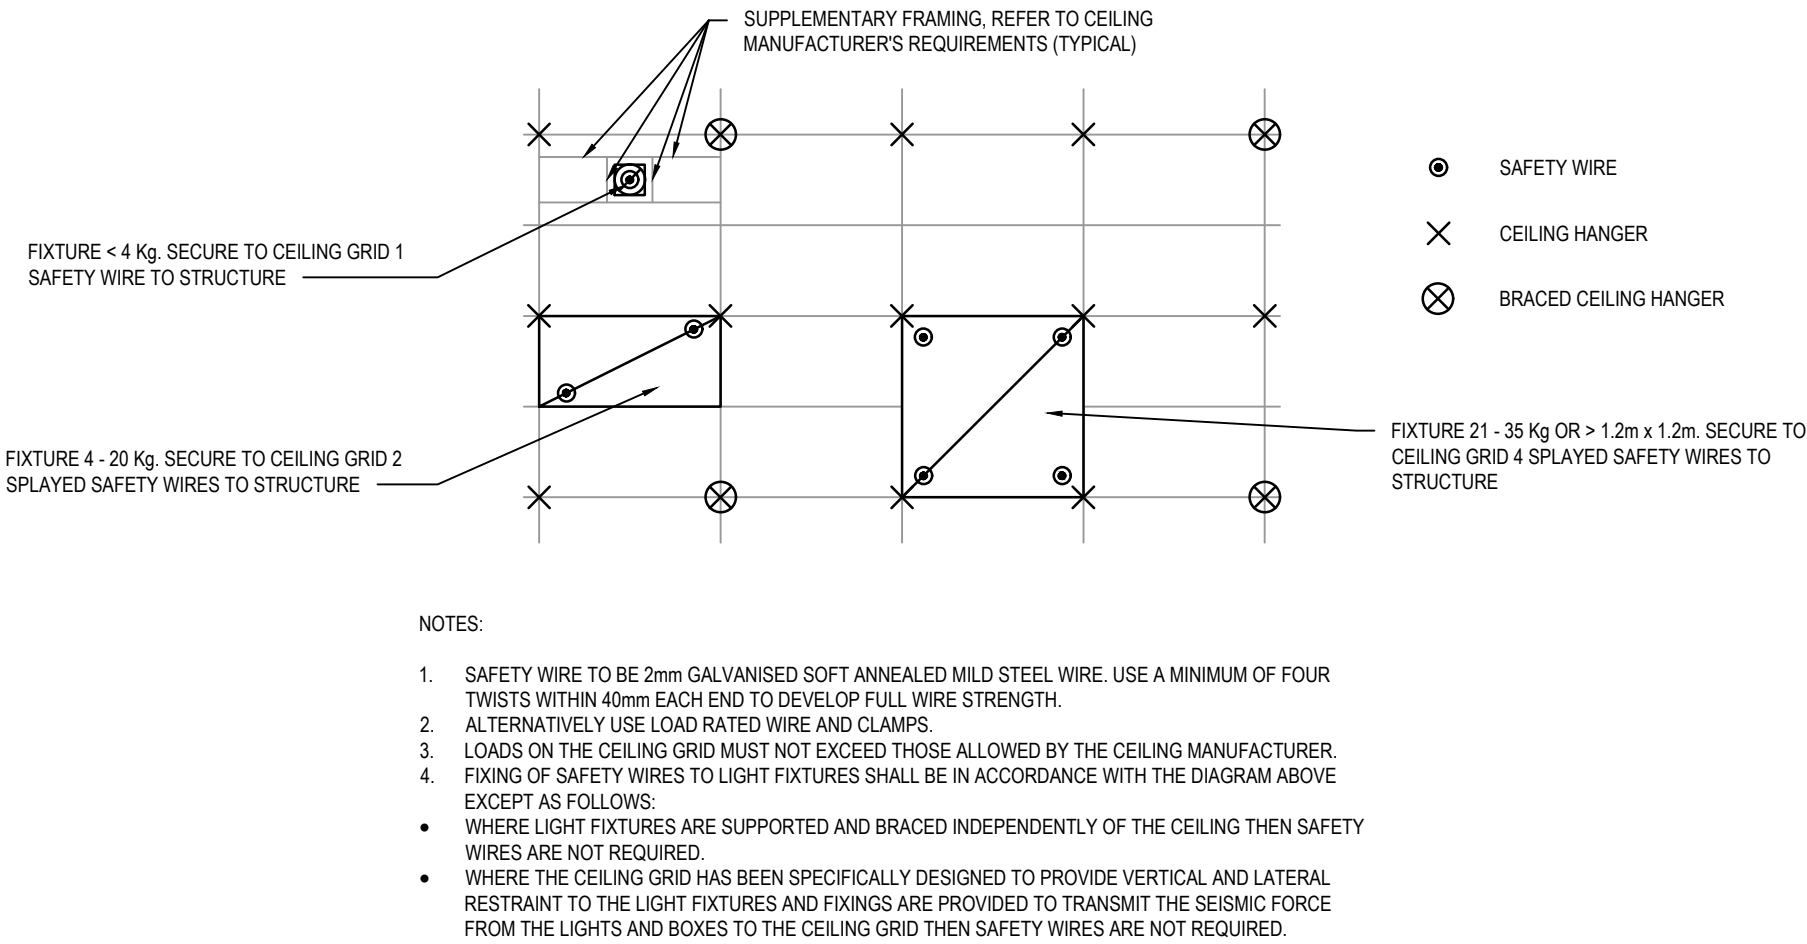 SUPPLEMENTARY FRAMING, REFER TO CEILING
MANUFACTURER'S REQUIREMENTS (TYPICAL)
SAFETY WIRE
CEILING HANGER
BRACED CEILING HANGER
FIXTURE < 4 Kg. SECURE TO CEILING GRID 1
SAFETY WIRE TO STRUCTURE
FIXTURE 4 - 20 Kg. SECURE TO CEILING GRID 2
SPLAYED SAFETY WIRES TO STRUCTURE
FIXTURE 21 - 35 Kg OR > 1.2m x 1.2m. SECURE TO
CEILING GRID 4 SPLAYED SAFETY WIRES TO
STRUCTURE
NOTES:
1. SAFETY WIRE TO BE 2mm GALVANISED SOFT ANNEALED MILD STEEL WIRE. USE A MINIMUM OF FOUR
TWISTS WITHIN 40mm EACH END TO DEVELOP FULL WIRE STRENGTH.
2. ALTERNATIVELY USE LOAD RATED WIRE AND CLAMPS.
3. LOADS ON THE CEILING GRID MUST NOT EXCEED THOSE ALLOWED BY THE CEILING MANUFACTURER.
4. FIXING OF SAFETY WIRES TO LIGHT FIXTURES SHALL BE IN ACCORDANCE WITH THE DIAGRAM ABOVE
EXCEPT AS FOLLOWS:
• WHERE LIGHT FIXTURES ARE SUPPORTED AND BRACED INDEPENDENTLY OF THE CEILING THEN SAFETY
WIRES ARE NOT REQUIRED.
• WHERE THE CEILING GRID HAS BEEN SPECIFICALLY DESIGNED TO PROVIDE VERTICAL AND LATERAL
RESTRAINT TO THE LIGHT FIXTURES AND FIXINGS ARE PROVIDED TO TRANSMIT THE SEISMIC FORCE
FROM THE LIGHTS AND BOXES TO THE CEILING GRID THEN SAFETY WIRES ARE NOT REQUIRED.